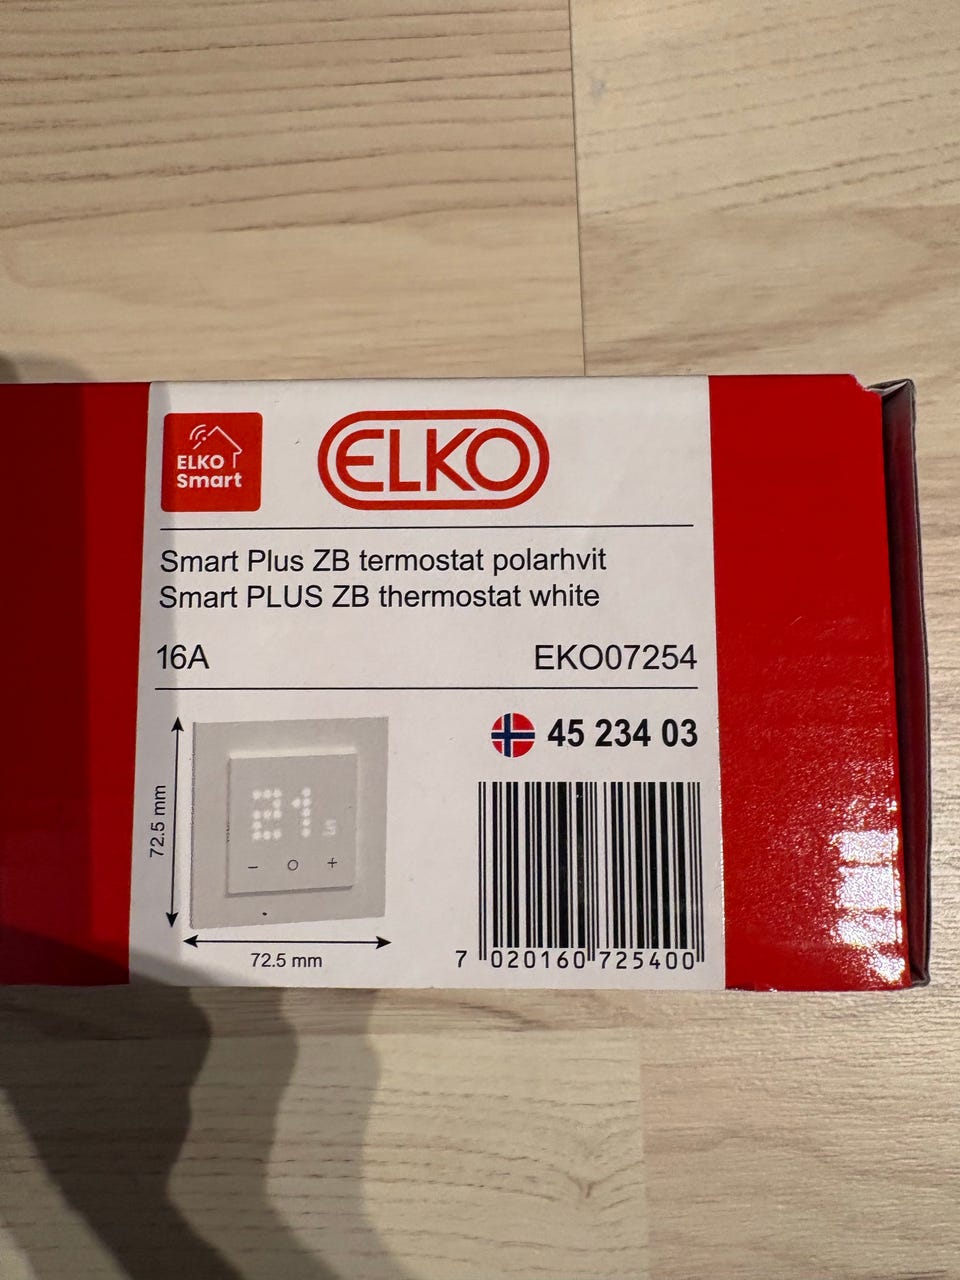 ELKO
Smart
ELKO
Smart Plus ZB termostat polarhvit
Smart PLUS ZB thermostat white
16A
EKO07254
45 234 03
72.5 mm
- O +
72.5 mm
7 020160 725400